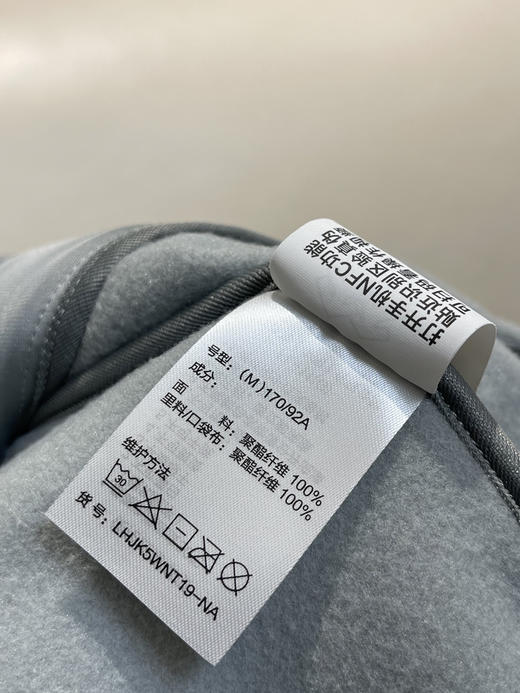 打开手机NFC功能
贴近识别区验真伪
号型：(M)170/92A
成分：
面 料：聚酯纤维 100%
里料/口袋布：聚酯纤维 100%
维护方法
30
货号：LHJK5WNT19-NA